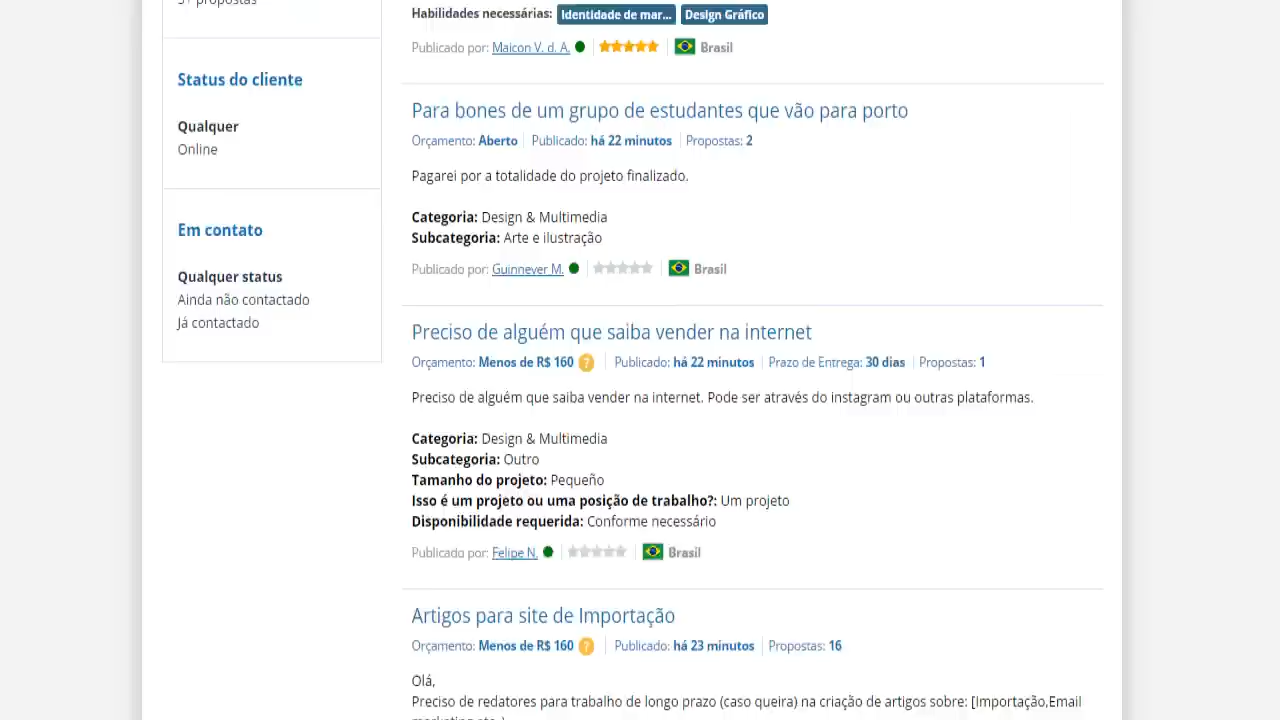 Habilidades necessárias: Identidade de mar... Design Gráfico
Publicado por: Maicon V. d. A. Brasil
Status do cliente
Qualquer
Online
Em contato
Qualquer status
Ainda não contactado
Já contactado
Para bones de um grupo de estudantes que vão para porto
Orçamento: Aberto Publicado: há 22 minutos Propostas: 2
Pagarei por a totalidade do projeto finalizado.
Categoria: Design & Multimedia
Subcategoria: Arte e ilustração
Publicado por: Guinnever M. Brasil
Preciso de alguém que saiba vender na internet
Orçamento: Menos de R$ 160 ? Publicado: há 22 minutos Prazo de Entrega: 30 dias Propostas: 1
Preciso de alguém que saiba vender na internet. Pode ser através do instagram ou outras plataformas.
Categoria: Design & Multimedia
Subcategoria: Outro
Tamanho do projeto: Pequeño
Isso é um projeto ou uma posição de trabalho?: Um projeto
Disponibilidade requerida: Conforme necessário
Publicado por: Felipe N. Brasil
Artigos para site de Importação
Orçamento: Menos de R$ 160 ? Publicado: há 23 minutos Propostas: 16
Olá,
Preciso de redatores para trabalho de longo prazo (caso queira) na criação de artigos sobre: [Importação,Email